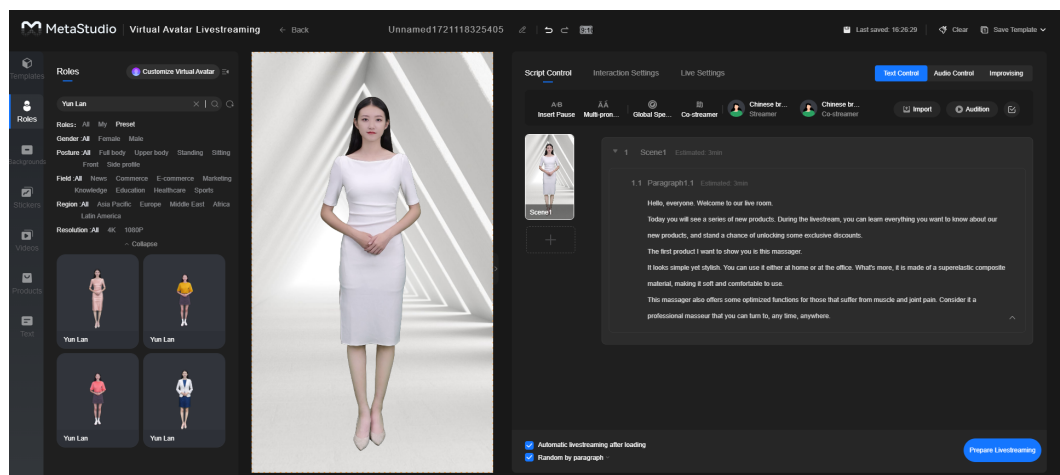 MetaStudio
Virtual Avatar Livestreaming
← Back
Unnamed1721118325405
Last saved: 16:26:29
Clear
Save Template
Templates
Roles
Backgrounds
Stickers
Videos
Products
Text
Roles
Customize Virtual Avatar
Yun Lan
Roles: All My Preset
Gender :All Female Male
Posture :All Full body Upper body Standing Sitting
Front Side profile
Field :All News Commerce E-commerce Marketing
Knowledge Education Healthcare Sports
Region :All Asia Pacific Europe Middle East Africa
Latin America
Resolution :All 4K 1080P
Collapse
Yun Lan
Yun Lan
Yun Lan
Yun Lan
Script Control Interaction Settings Live Settings
Text Control Audio Control Improvising
Insert Pause
Multi-pron...
Global Spe...
Co-streamer
Chinese br...
Streamer
Chinese br...
Co-streamer
Import
Audition
Scene1
1 Scene1 Estimated: 3min
1.1 Paragraph1.1 Estimated: 3min
Hello, everyone. Welcome to our live room.
Today you will see a series of new products. During the livestream, you can learn everything you want to know about our
new products, and stand a chance of unlocking some exclusive discounts.
The first product I want to show you is this massager.
It looks simple yet stylish. You can use it either at home or at the office. What's more, it is made of a superelastic composite
material, making it soft and comfortable to use.
This massager also offers some optimized functions for those that suffer from muscle and joint pain. Consider it a
professional masseur that you can turn to, any time, anywhere.
Automatic livestreaming after loading
Random by paragraph
Prepare Livestreaming